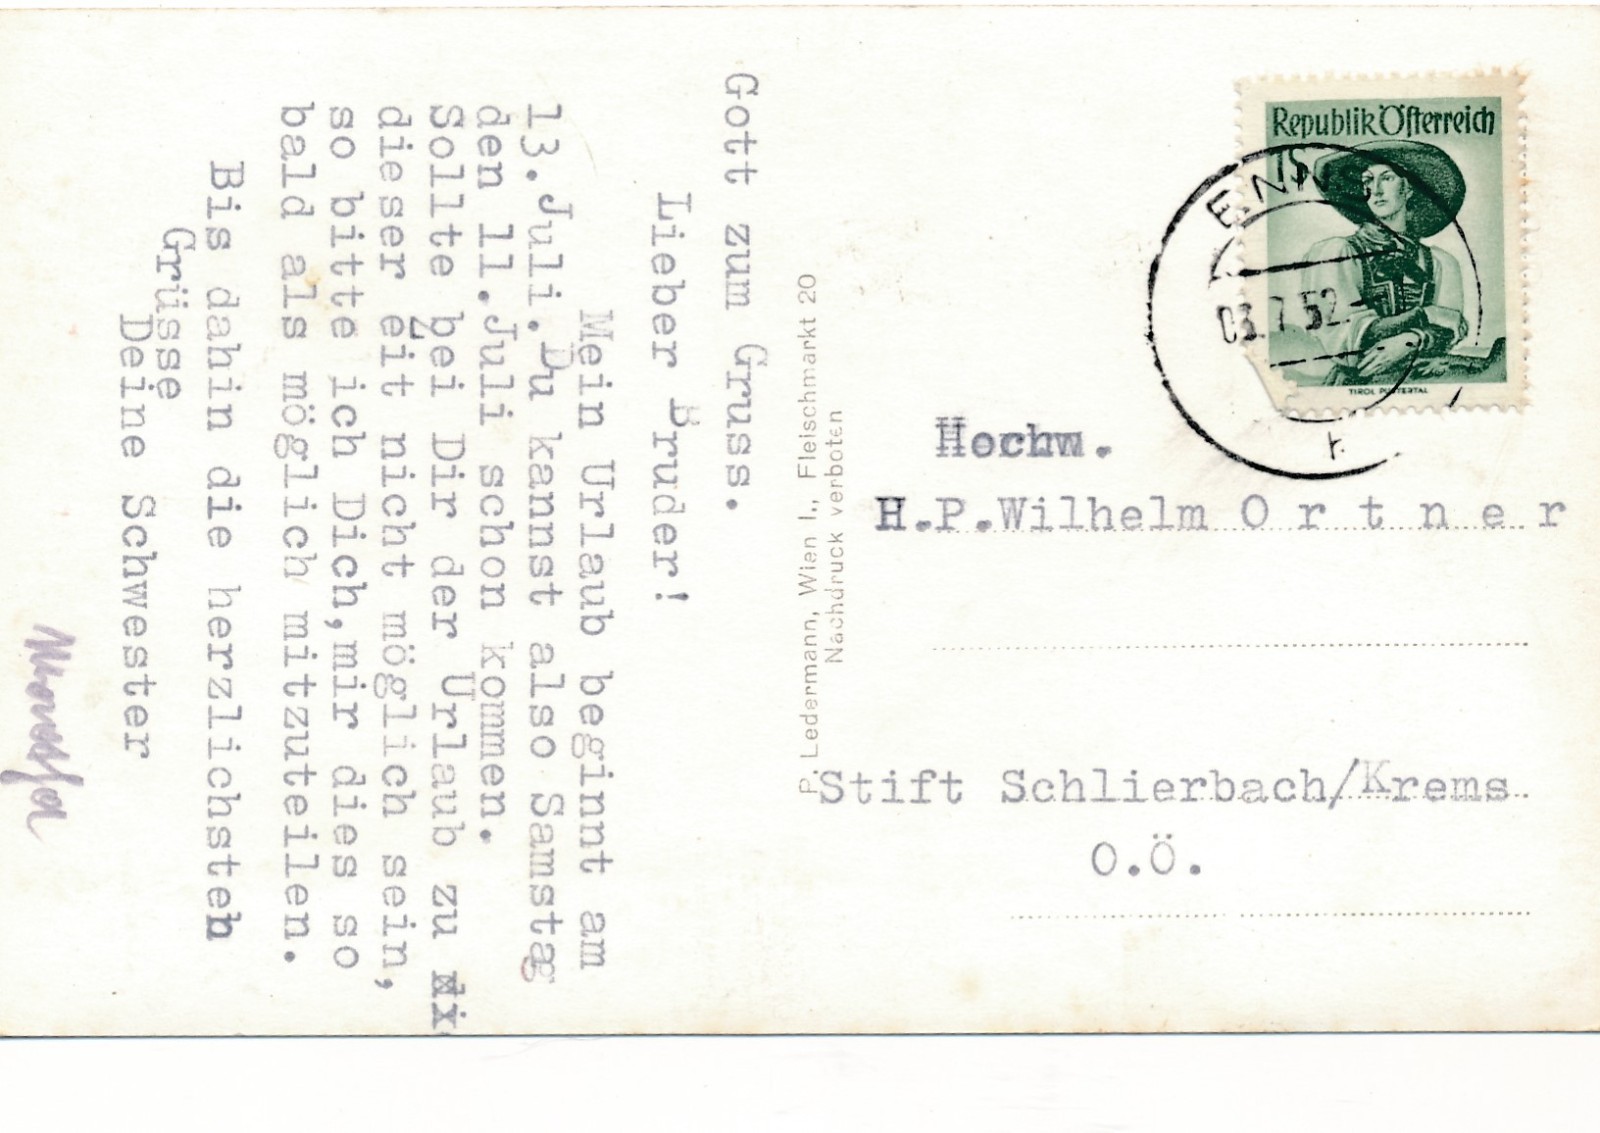 Gott zum Gruss.
Lieber Bruder!
Mein Urlaub beginnt am
13.Juli.Du kannst also Samstag
den 11.Juli schon kommen.
Sollte bei Dir der Urlaub zu
dieser Zeit nicht möglich sein,
so bitte ich Dich,mir dies so
bald als möglich mitzuteilen.
Bis dahin die herzlichsten
Grüsse
Deine Schwester
P. Ledermann, Wien I., Fleischmarkt 20
Nachdruck verboten
Republik Österreich
1S
TIROL PUSTERTAL
ENNS
03.7.52
Hochw.
H.P.Wilhelm O r t n e r
Stift Schlierbach/Krems
O.Ö.